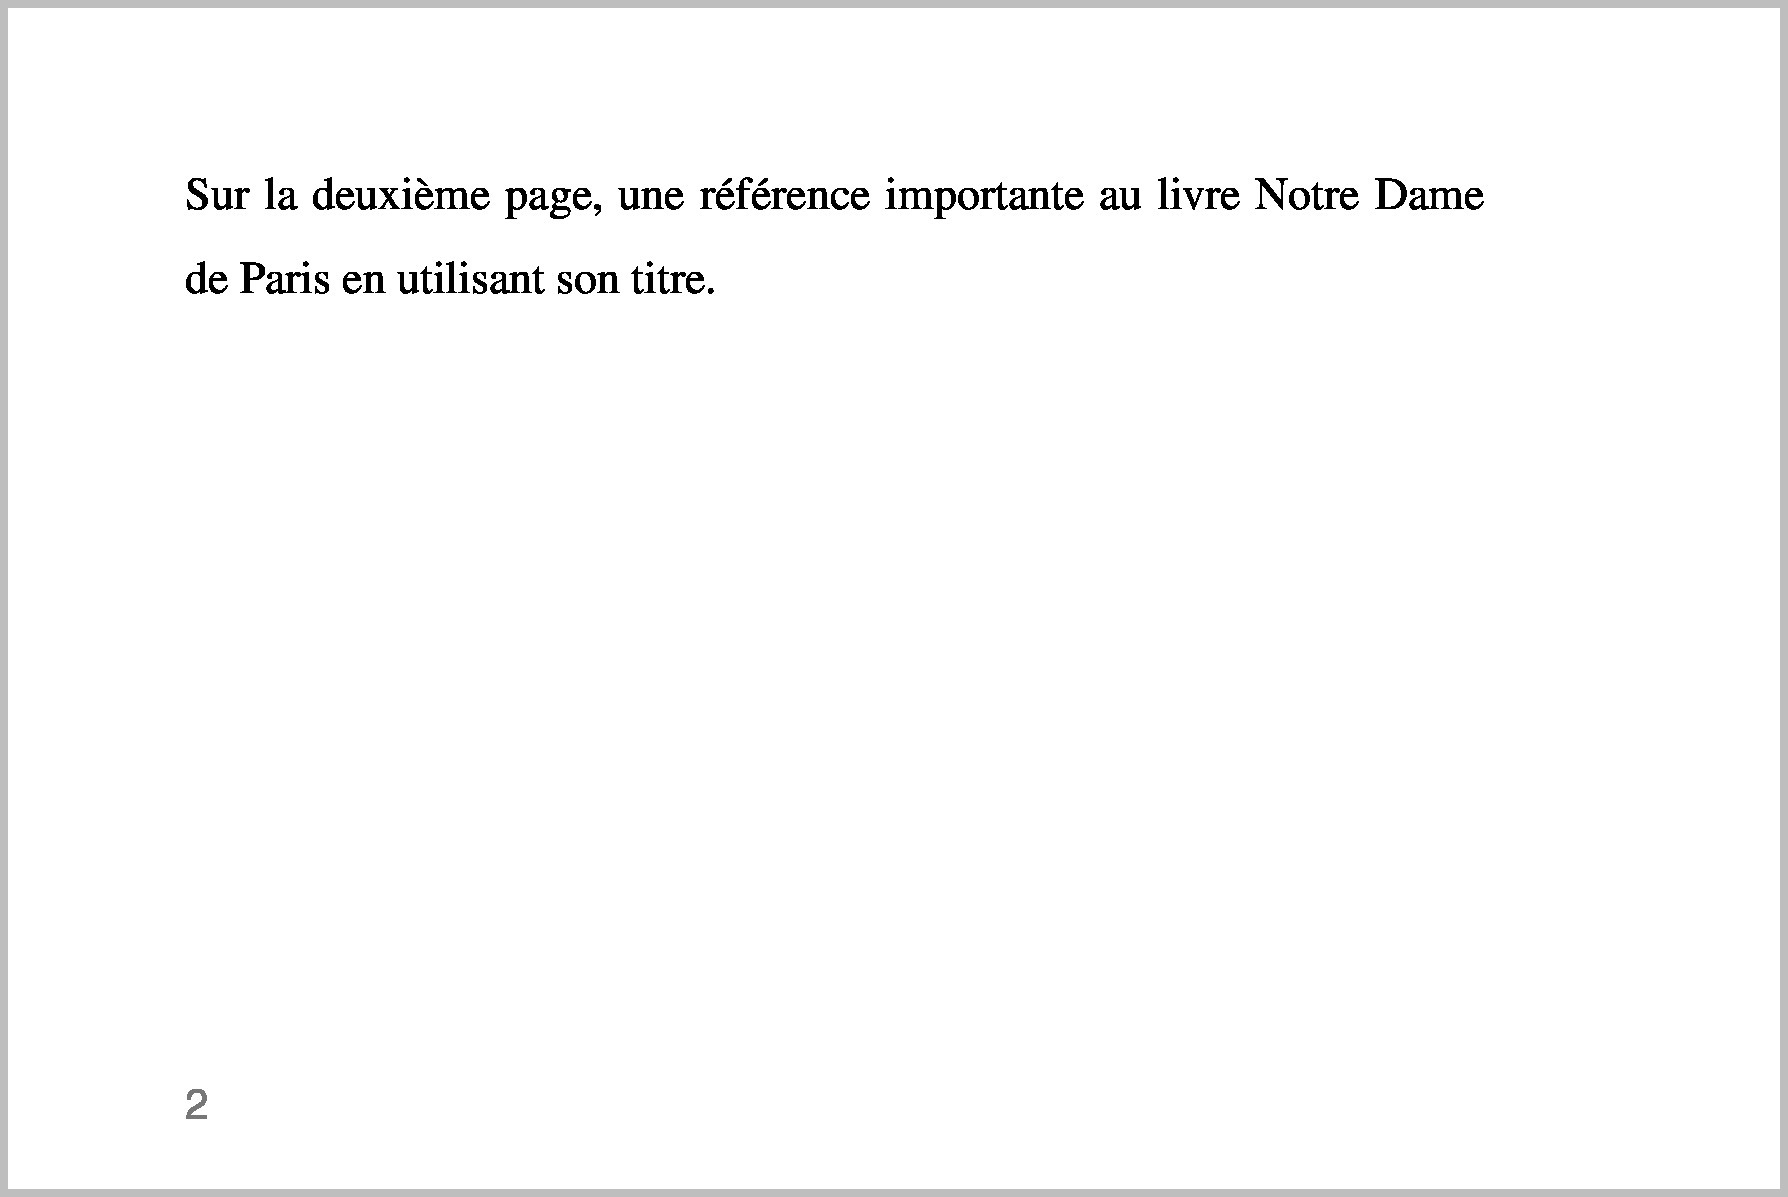 Sur la deuxième page, une référence importante au livre Notre Dame
de Paris en utilisant son titre.
2